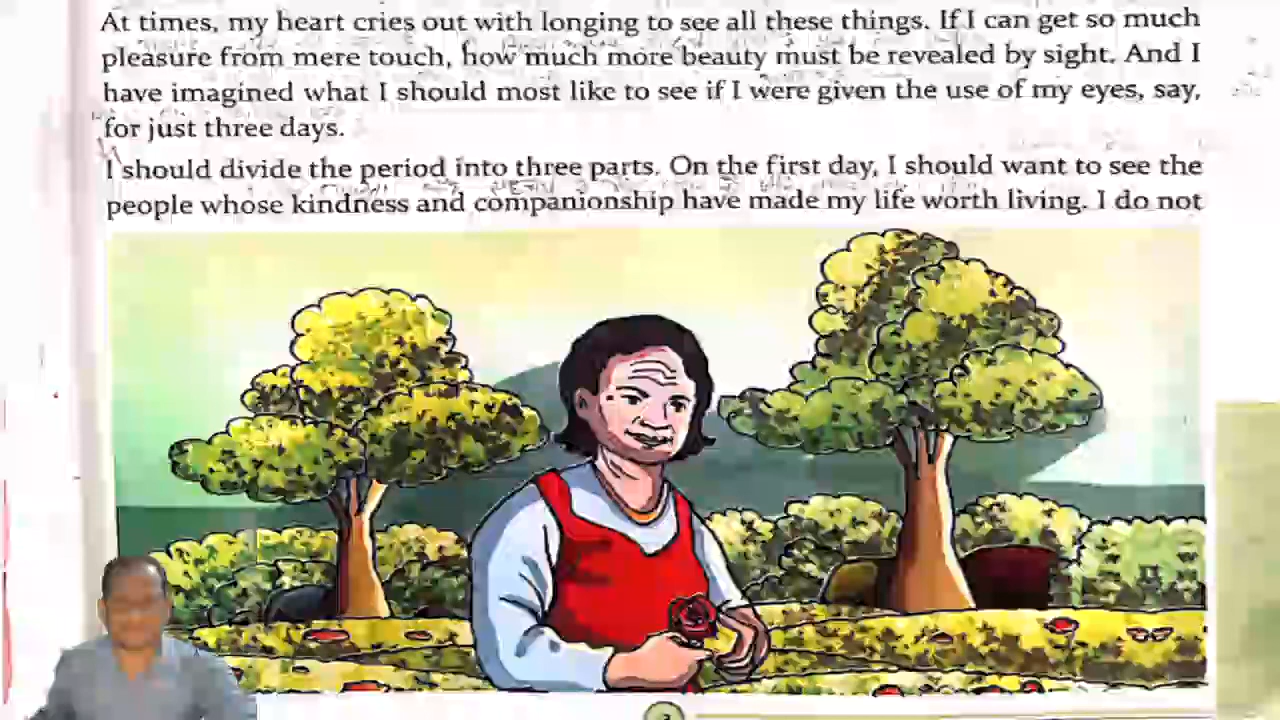 At times, my heart cries out with longing to see all these things. If I can get so much
pleasure from mere touch, how much more beauty must be revealed by sight. And I
have imagined what I should most like to see if I were given the use of my eyes, say,
for just three days.
I should divide the period into three parts. On the first day, I should want to see the
people whose kindness and companionship have made my life worth living. I do not